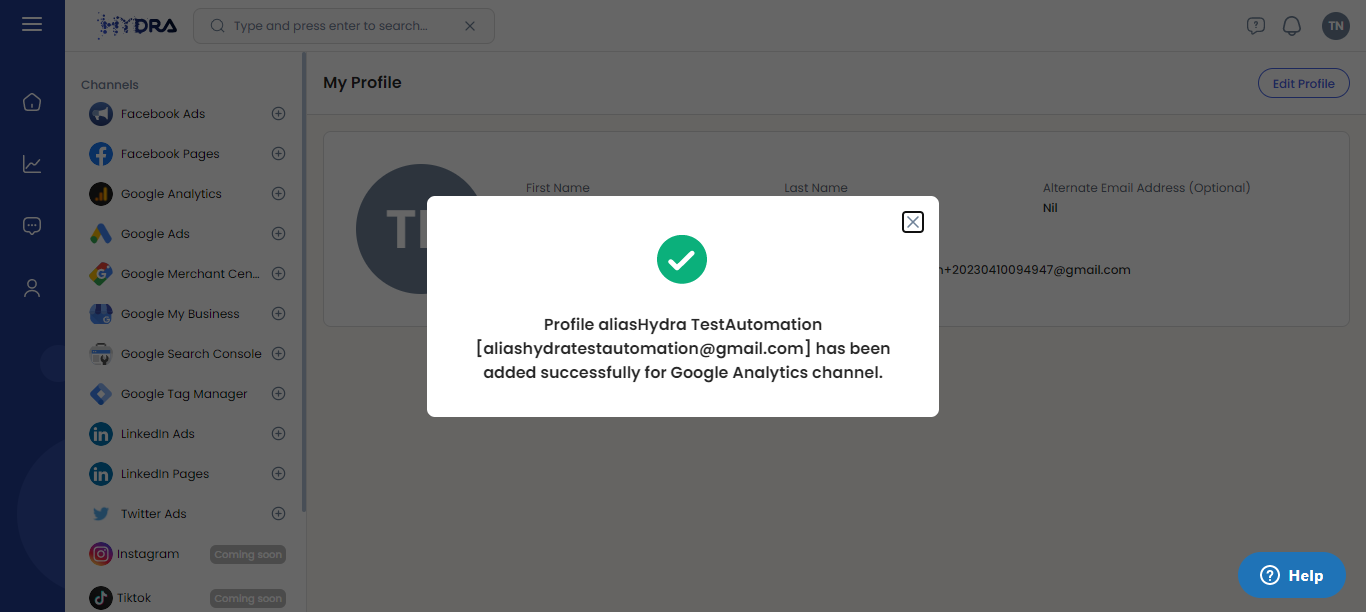 HYDRA
Type and press enter to search...
TN
Channels
Facebook Ads
Facebook Pages
Google Analytics
Google Ads
Google Merchant Cen...
Google My Business
Google Search Console
Google Tag Manager
LinkedIn Ads
LinkedIn Pages
Twitter Ads
Instagram Coming soon
Tiktok Coming soon
My Profile
Edit Profile
First Name Last Name Alternate Email Address (Optional)
Nil
+20230410094947@gmail.com
Profile aliasHydra TestAutomation
[aliashydratestautomation@gmail.com] has been
added successfully for Google Analytics channel.
Help